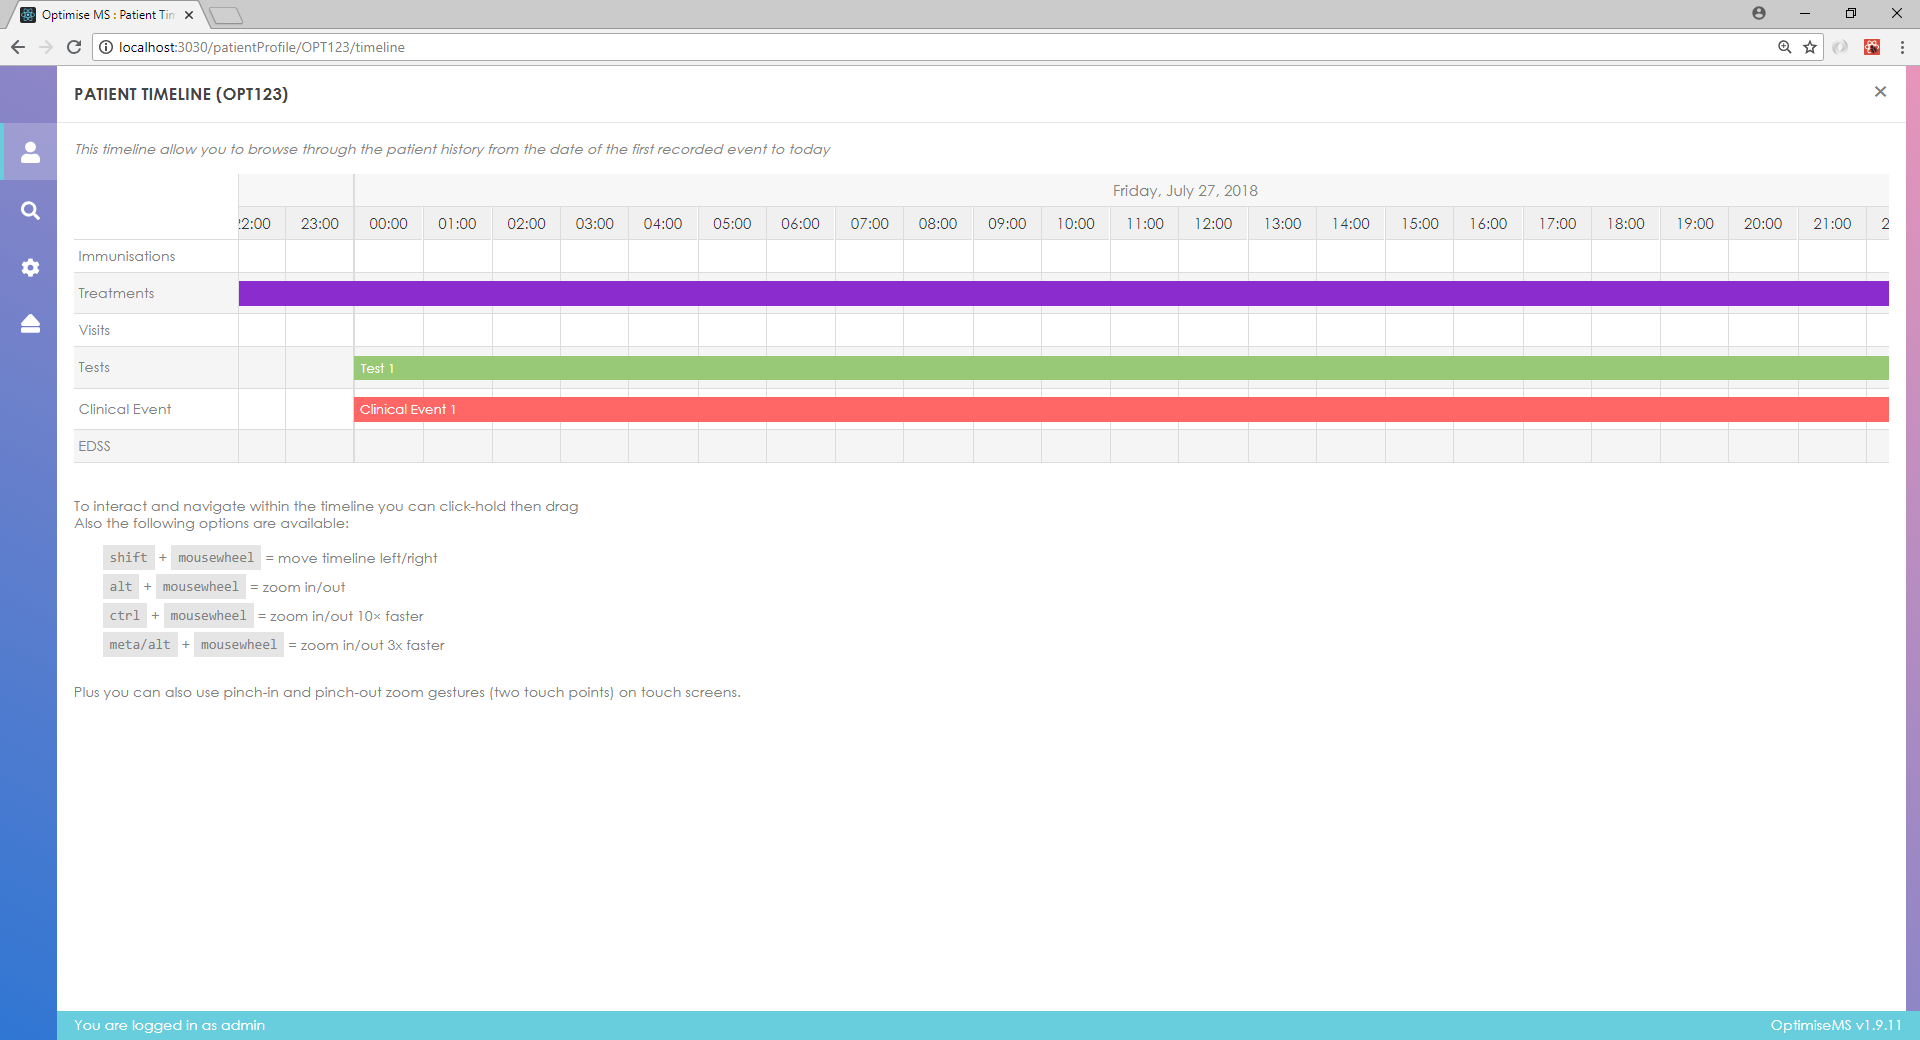 Optimise MS : Patient Tim
localhost:3030/patientProfile/OPT123/timeline
PATIENT TIMELINE (OPT123)
This timeline allow you to browse through the patient history from the date of the first recorded event to today
Friday, July 27, 2018
22:00 23:00 00:00 01:00 02:00 03:00 04:00 05:00 06:00 07:00 08:00 09:00 10:00 11:00 12:00 13:00 14:00 15:00 16:00 17:00 18:00 19:00 20:00 21:00 2
Immunisations
Treatments
Visits
Tests Test 1
Clinical Event Clinical Event 1
EDSS
To interact and navigate within the timeline you can click-hold then drag
Also the following options are available:
shift + mousewheel = move timeline left/right
alt + mousewheel = zoom in/out
ctrl + mousewheel = zoom in/out 10× faster
meta/alt + mousewheel = zoom in/out 3x faster
Plus you can also use pinch-in and pinch-out zoom gestures (two touch points) on touch screens.
You are logged in as admin OptimiseMS v1.9.11